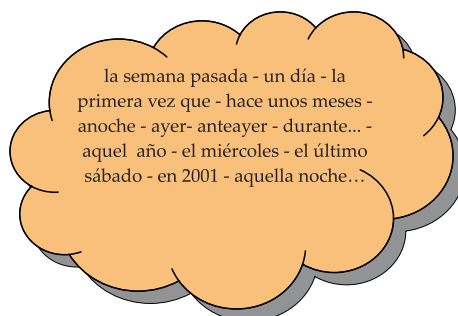 la semana pasada - un día - la
primera vez que - hace unos meses -
anoche - ayer- anteayer - durante... -
aquel año - el miércoles - el último
sábado - en 2001 - aquella noche…